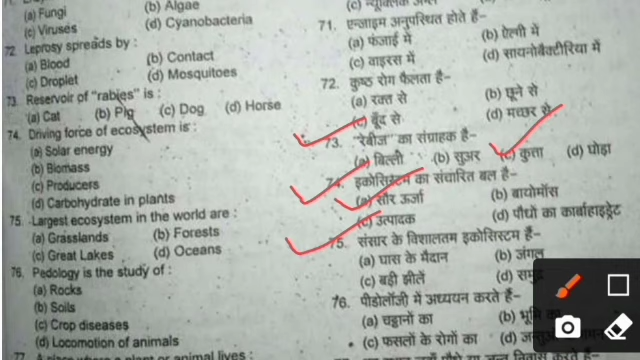 (a) Fungi (b) Algae
(c) Viruses (d) Cyanobacteria
72. Leprosy spreads by :
(a) Blood (b) Contact
(c) Droplet (d) Mosquitoes
73. Reservoir of "rabies" is :
(a) Cat (b) Pig (c) Dog (d) Horse
74. Driving force of ecosystem is :
(a) Solar energy
(b) Biomass
(c) Producers
(d) Carbohydrate in plants
75. Largest ecosystem in the world are :
(a) Grasslands (b) Forests
(c) Great Lakes (d) Oceans
76. Pedology is the study of :
(a) Rocks
(b) Soils
(c) Crop diseases
(d) Locomotion of animals
71. एन्जाइम अनुपस्थित होते हैं–
(a) फंजाई में (b) ऐल्गी में
(c) वाइरस में (d) सायनोबैक्टीरिया में
72. कुष्ठ रोग फैलता है–
(a) रक्त से (b) छूने से
(c) बूँद से (d) मच्छर से
73. "रेबीज" का संग्राहक है–
(a) बिल्ली (b) सुअर (c) कुत्ता (d) घोड़ा
74. इकोसिस्टम का संचारित बल है–
(a) सौर ऊर्जा (b) बायोमॉस
(c) उत्पादक (d) पौधों का कार्बोहाइड्रेट
75. संसार के विशालतम इकोसिस्टम हैं–
(a) घास के मैदान (b) जंगल
(c) बड़ी झीलें (d) समुद्र
76. पीडोलॉजी में अध्ययन करते हैं–
(a) चट्टानों का (b) भूमि का
(c) फसलों के रोगों का (d)